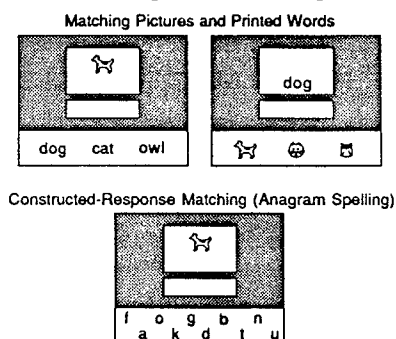 Matching Pictures and Printed Words
dog cat owl
dog
Constructed-Response Matching (Anagram Spelling)
f o g b n
a k d t u